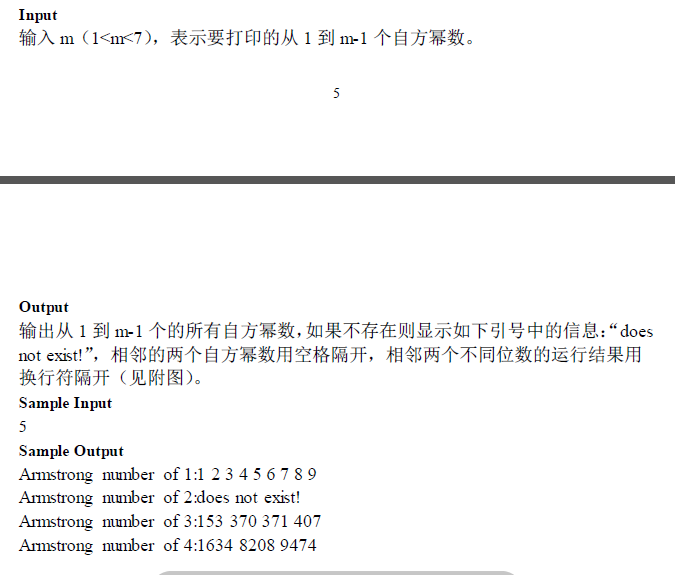 Input
输入 m（1<m<7），表示要打印的从 1 到 m-1 个自方幂数。
5
Output
输出从 1 到 m-1 个的所有自方幂数，如果不存在则显示如下引号中的信息：“does
not exist!”，相邻的两个自方幂数用空格隔开，相邻两个不同位数的运行结果用
换行符隔开（见附图）。
Sample Input
5
Sample Output
Armstrong number of 1:1 2 3 4 5 6 7 8 9
Armstrong number of 2:does not exist!
Armstrong number of 3:153 370 371 407
Armstrong number of 4:1634 8208 9474